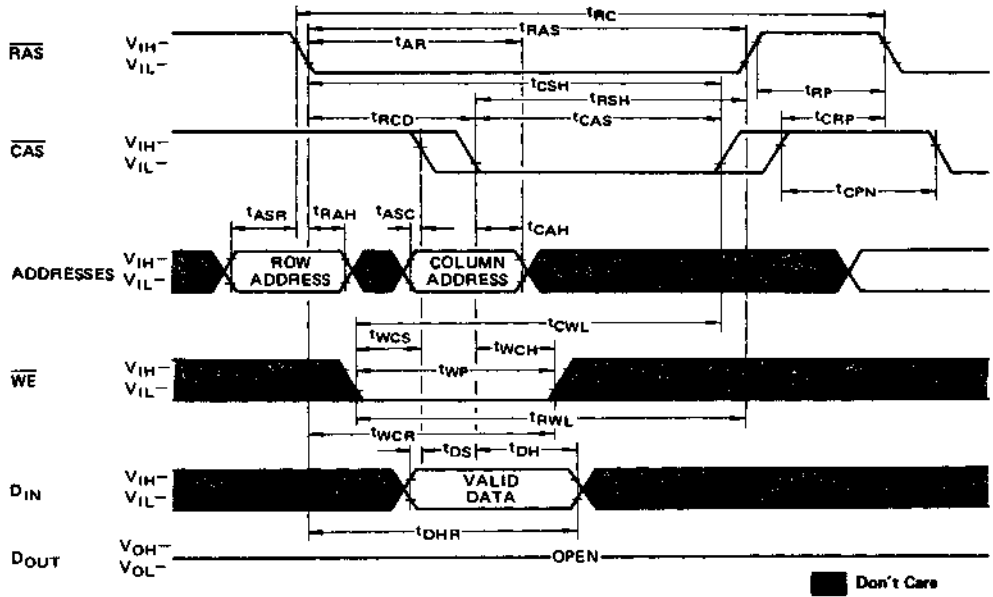 tRC
tRAS
tAR
RAS
VIH–
VIL–
tCSH
tRSH
tRP
tRCD
tCAS
tCRP
CAS
VIH–
VIL–
tCPN
tASR
tRAH
tASC
tCAH
ADDRESSES
VIH–
VIL–
ROW
ADDRESS
COLUMN
ADDRESS
tCWL
tWCS
tWCH
WE
VIH–
VIL–
tWP
tRWL
tWCR
tDS
tDH
DIN
VIH–
VIL–
VALID
DATA
tDHR
DOUT
VOH–
VOL–
OPEN
Don't Care